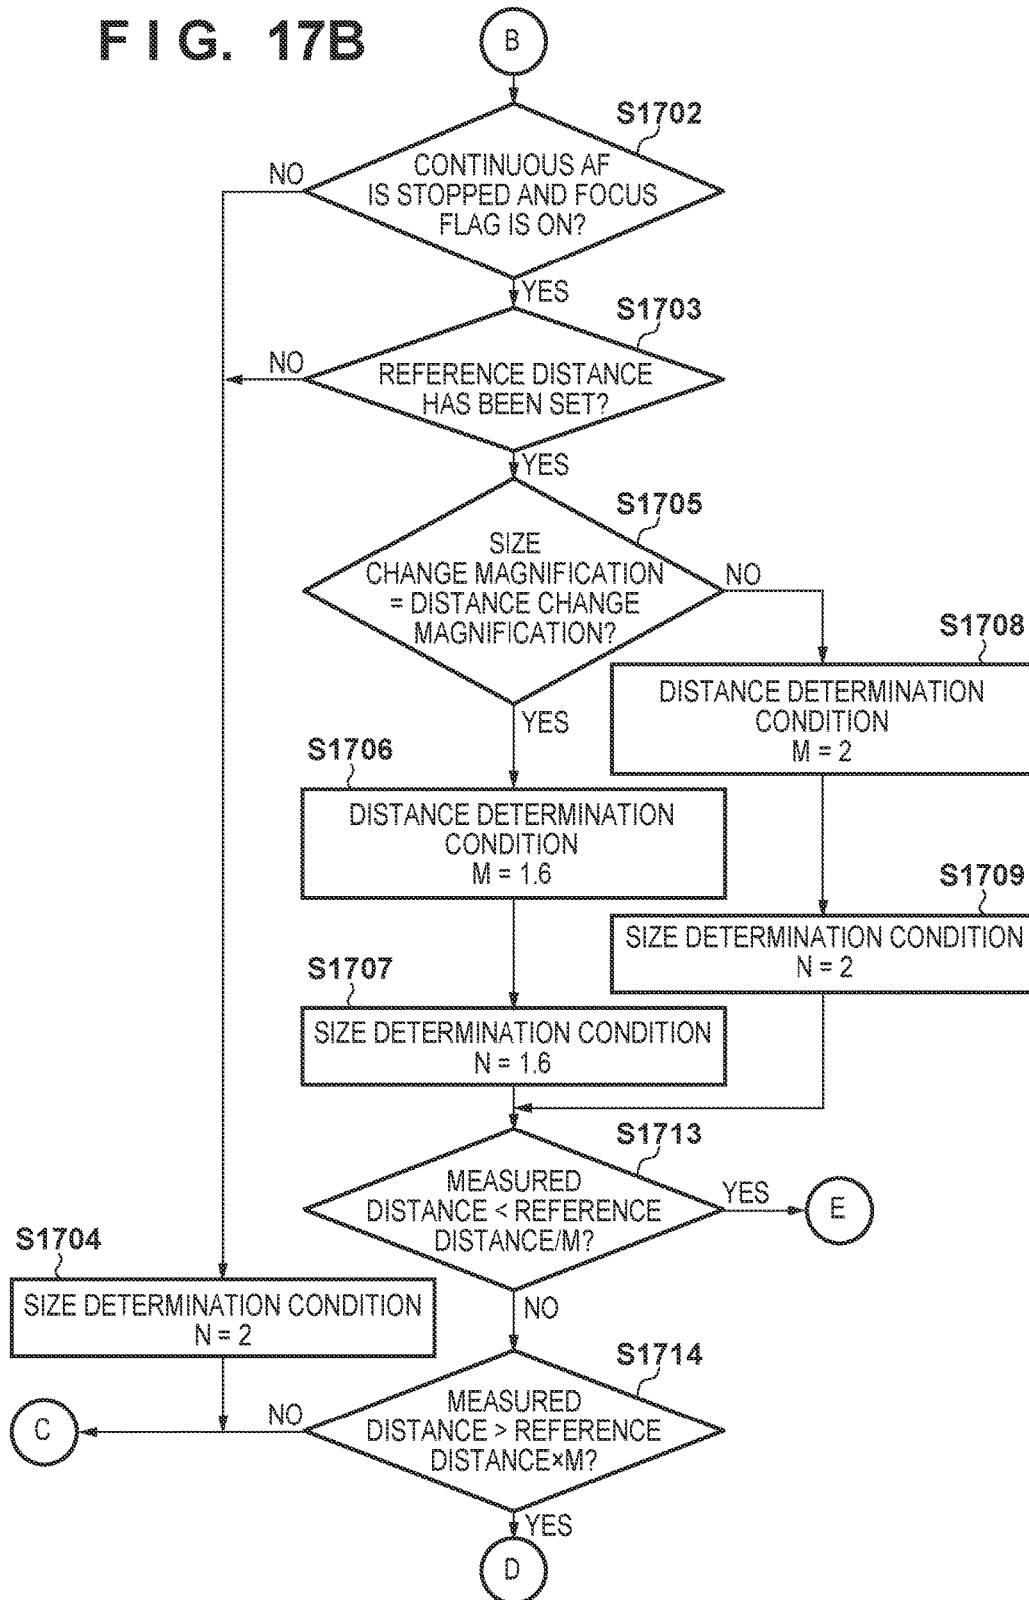 FIG. 17B
B
S1702
CONTINUOUS AF
IS STOPPED AND FOCUS
FLAG IS ON?
NO
YES
S1703
REFERENCE DISTANCE
HAS BEEN SET?
NO
YES
S1705
SIZE
CHANGE MAGNIFICATION
= DISTANCE CHANGE
MAGNIFICATION?
NO
YES
S1708
DISTANCE DETERMINATION
CONDITION
M = 2
S1706
DISTANCE DETERMINATION
CONDITION
M = 1.6
S1709
SIZE DETERMINATION CONDITION
N = 2
S1707
SIZE DETERMINATION CONDITION
N = 1.6
S1713
MEASURED
DISTANCE < REFERENCE
DISTANCE/M?
YES
E
NO
S1704
SIZE DETERMINATION CONDITION
N = 2
S1714
MEASURED
DISTANCE > REFERENCE
DISTANCE×M?
NO
C
YES
D